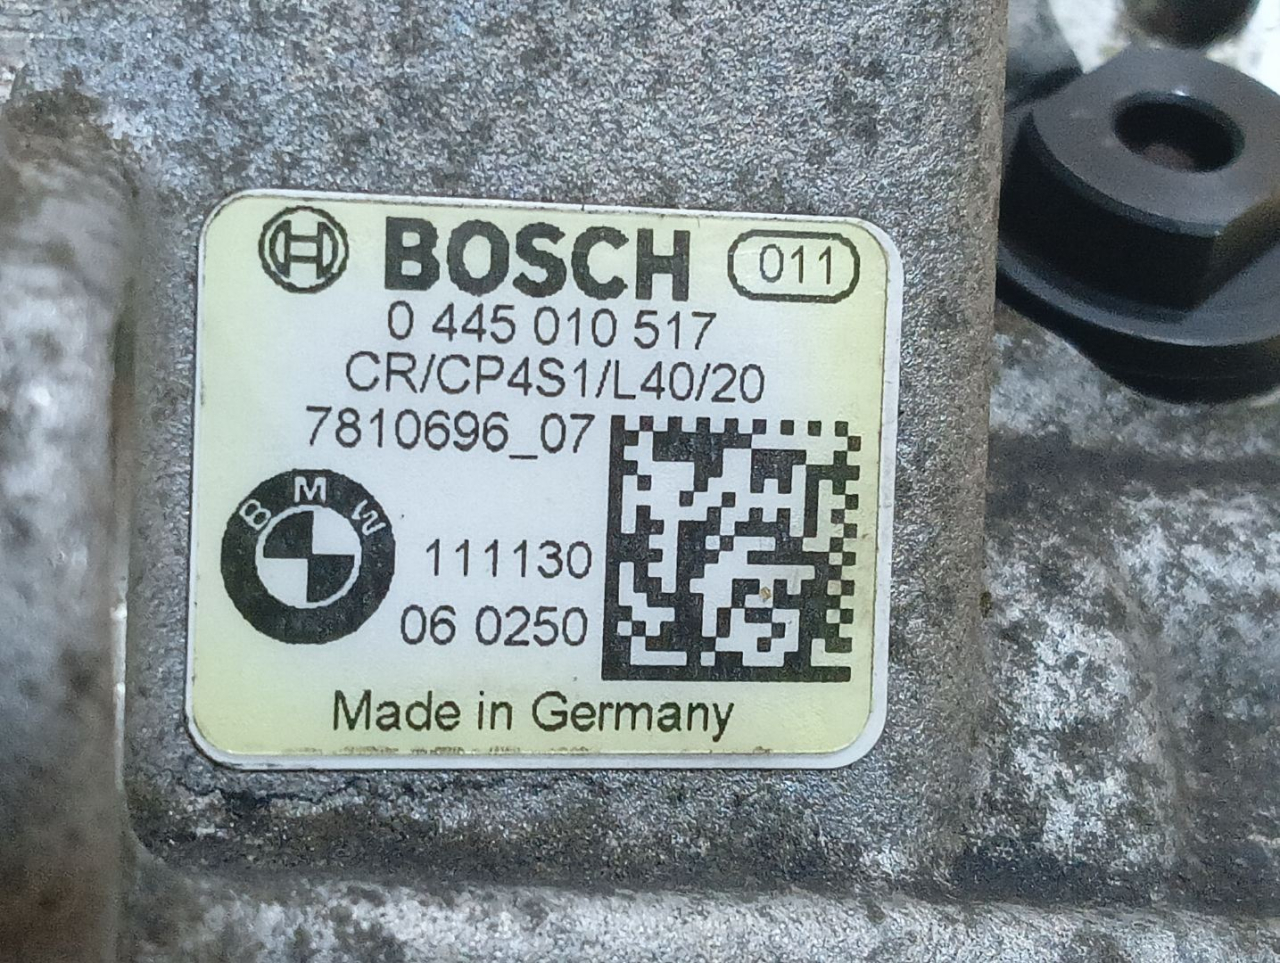 BOSCH 011
0 445 010 517
CR/CP4S1/L40/20
7810696_07
BMW
111130
06 0250
Made in Germany